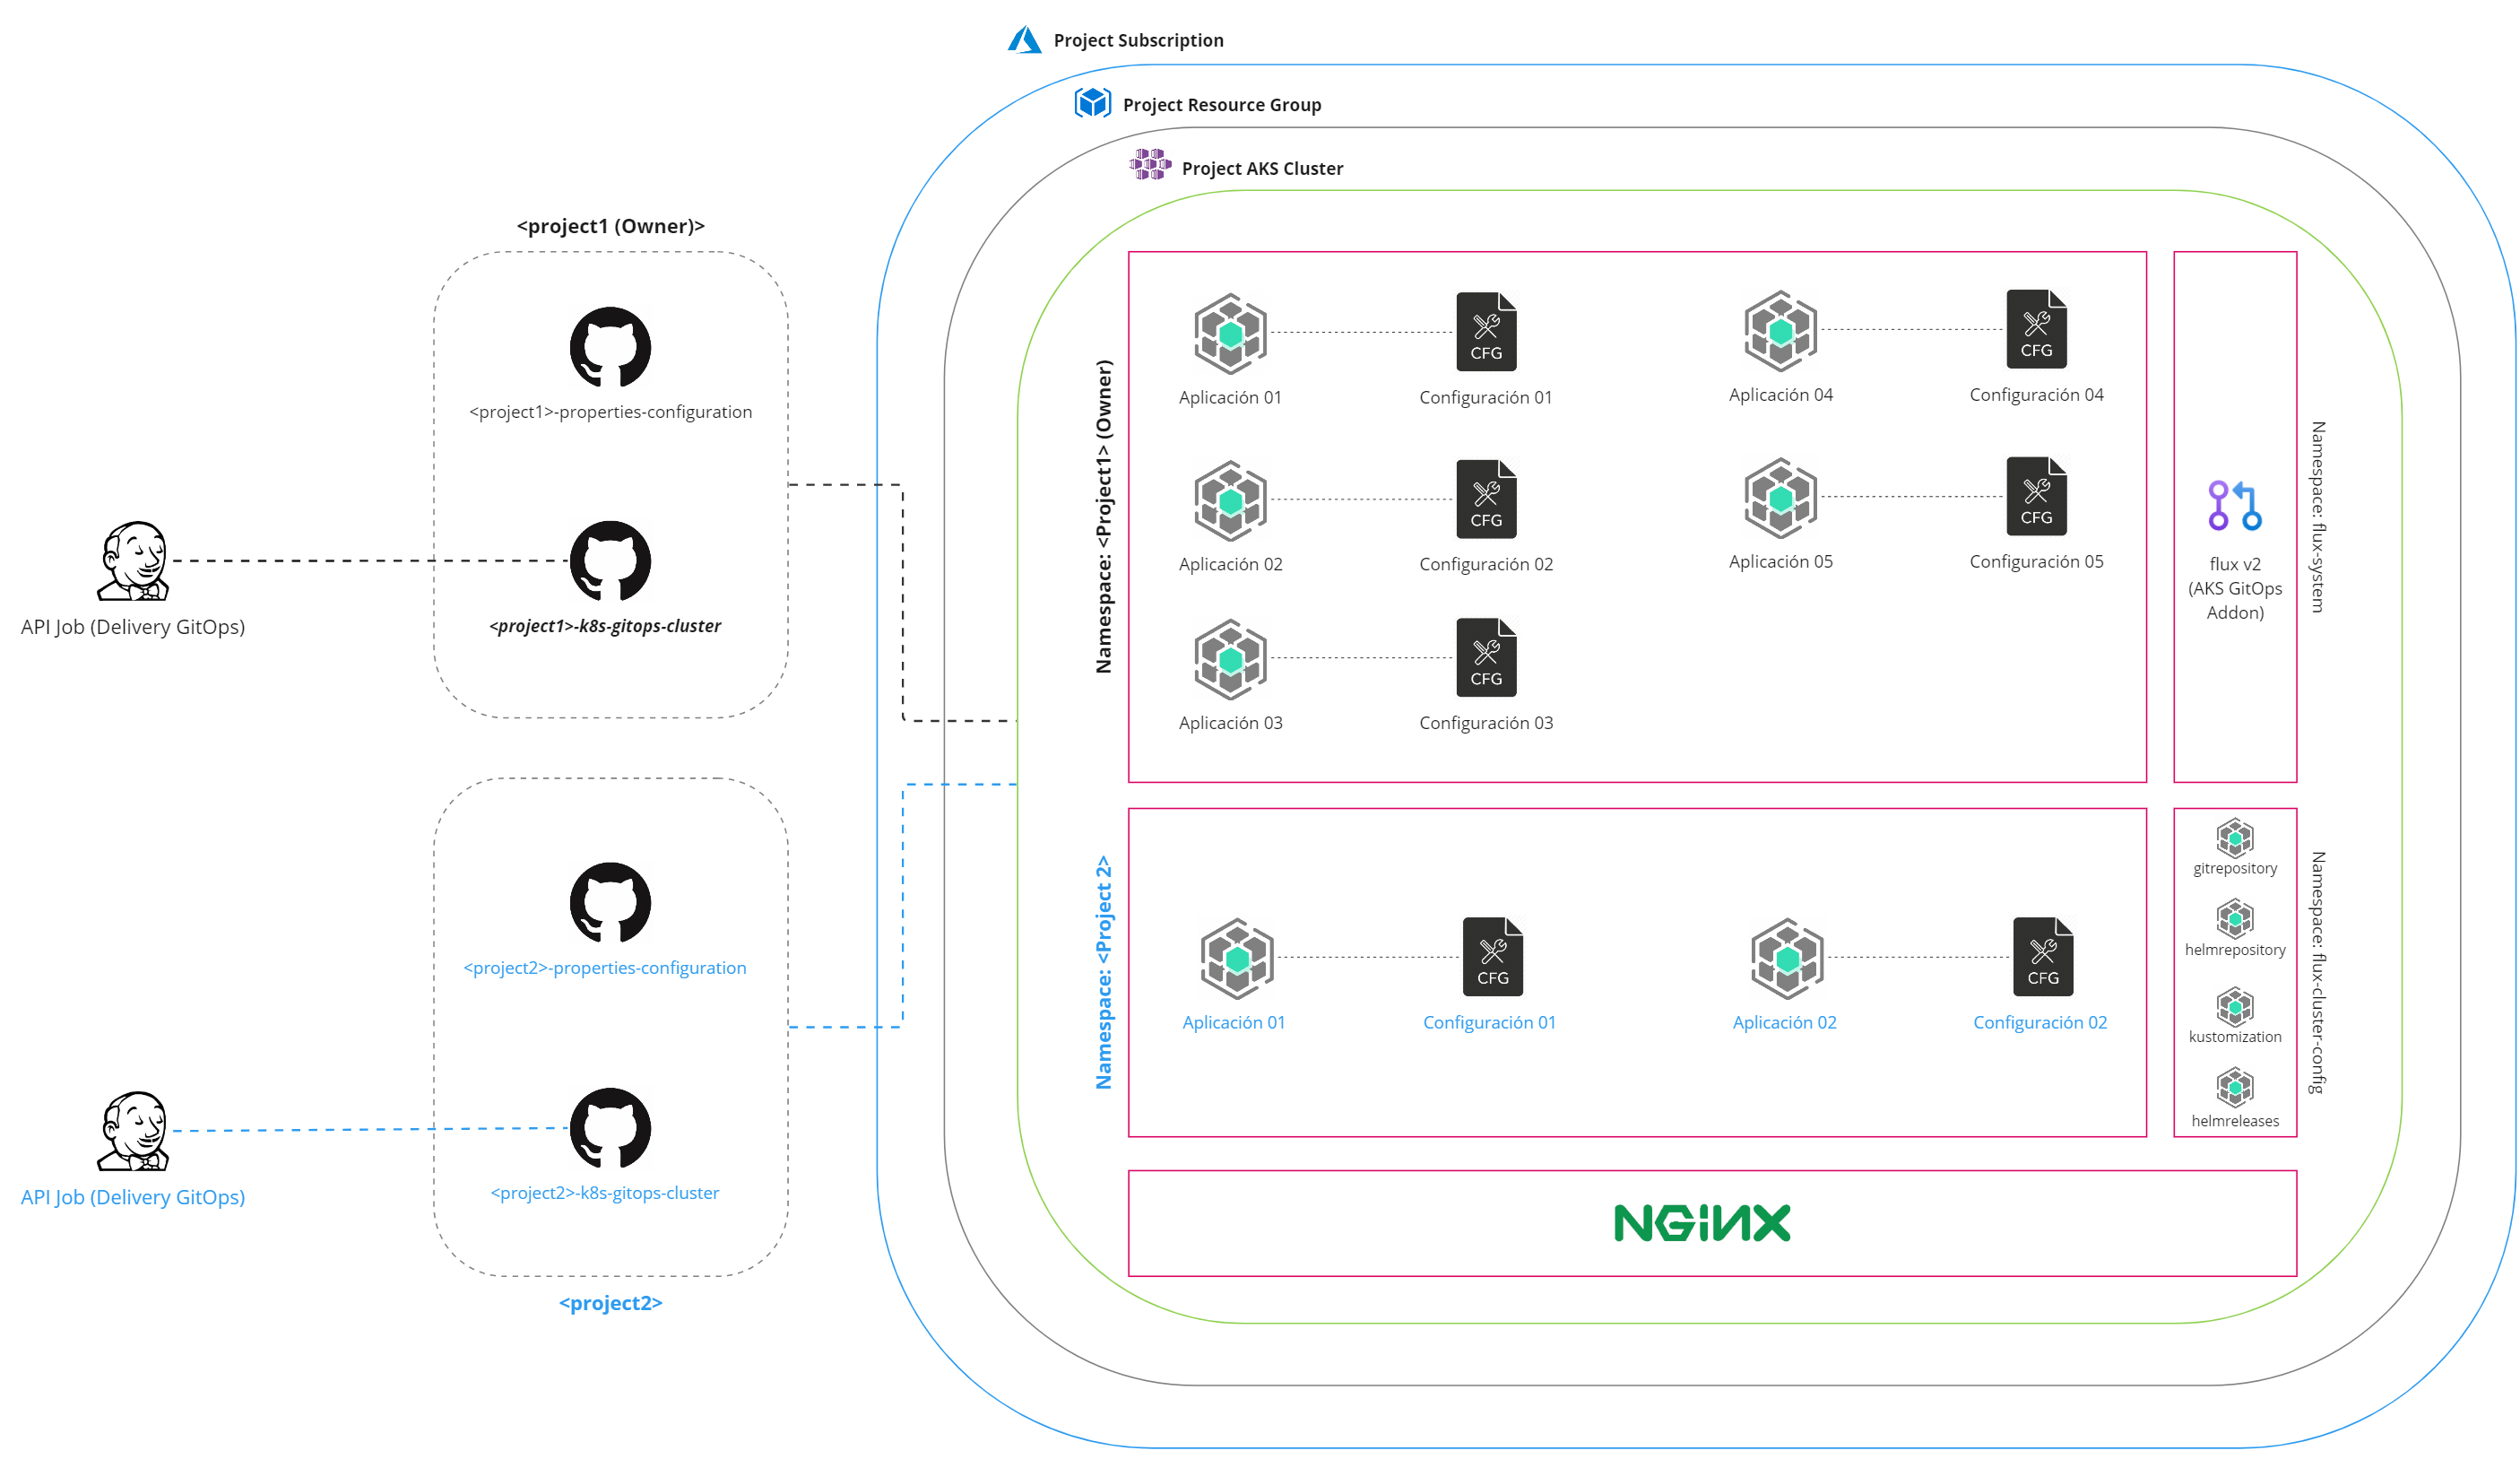 Project Subscription
Project Resource Group
Project AKS Cluster
<project1 (Owner)>
<project1>-properties-configuration
API Job (Delivery GitOps)
<project1>-k8s-gitops-cluster
Namespace: <Project1> (Owner)
CFG
Aplicación 01
Configuración 01
CFG
Aplicación 04
Configuración 04
CFG
Aplicación 02
Configuración 02
CFG
Aplicación 05
Configuración 05
CFG
Aplicación 03
Configuración 03
flux v2
(AKS GitOps
Addon)
Namespace: flux-system
<project2>-properties-configuration
API Job (Delivery GitOps)
<project2>-k8s-gitops-cluster
<project2>
Namespace: <Project 2>
CFG
Aplicación 01
Configuración 01
CFG
Aplicación 02
Configuración 02
gitrepository
helmrepository
kustomization
helmreleases
Namespace: flux-cluster-config
NGINX